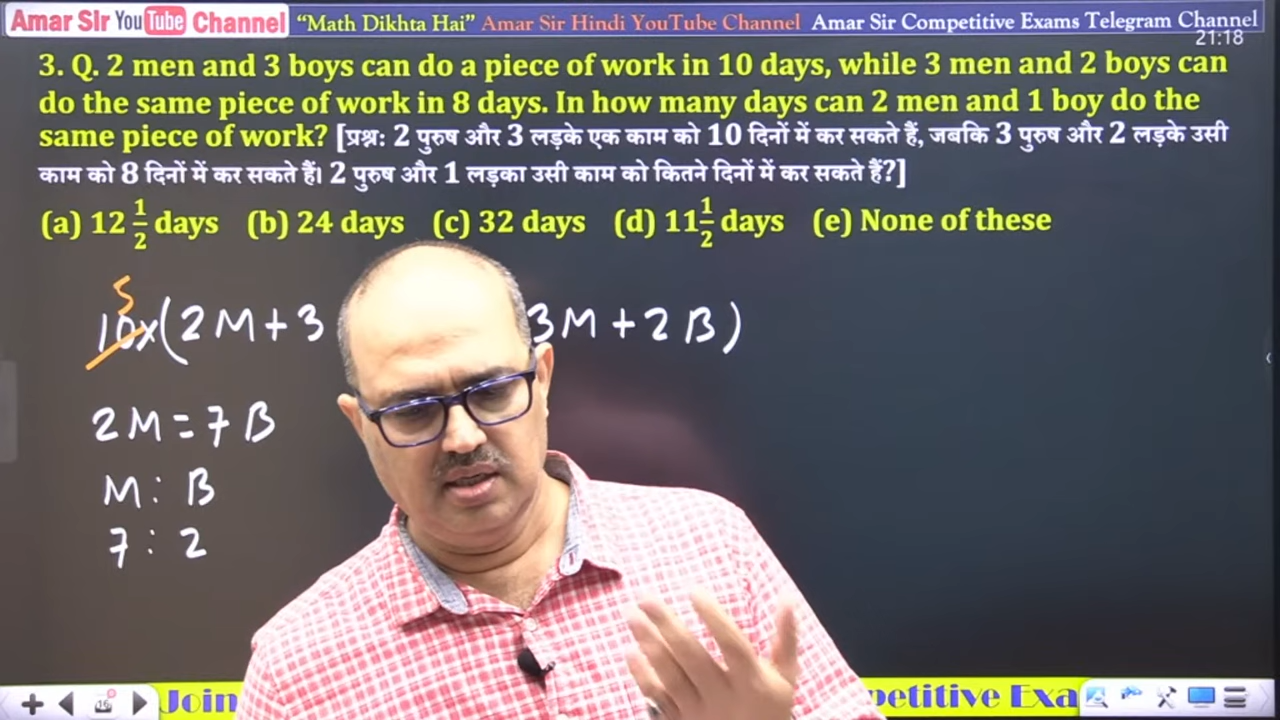 Amar SIr YouTube Channel "Math Dikhta Hai" Amar Sir Hindi YouTube Channel Amar Sir Competitive Exams Telegram Channel
21:18
3. Q. 2 men and 3 boys can do a piece of work in 10 days, while 3 men and 2 boys can
do the same piece of work in 8 days. In how many days can 2 men and 1 boy do the
same piece of work? [प्रश्न: 2 पुरुष और 3 लड़के एक काम को 10 दिनों में कर सकते हैं, जबकि 3 पुरुष और 2 लड़के उसी
काम को 8 दिनों में कर सकते हैं। 2 पुरुष और 1 लड़का उसी काम को कितने दिनों में कर सकते हैं?]
(a) 12 1/2 days (b) 24 days (c) 32 days (d) 11 1/2 days (e) None of these
5
10x(2M+3 3M+2B)
2M=7B
M:B
7:2
16
Join petitive Exa